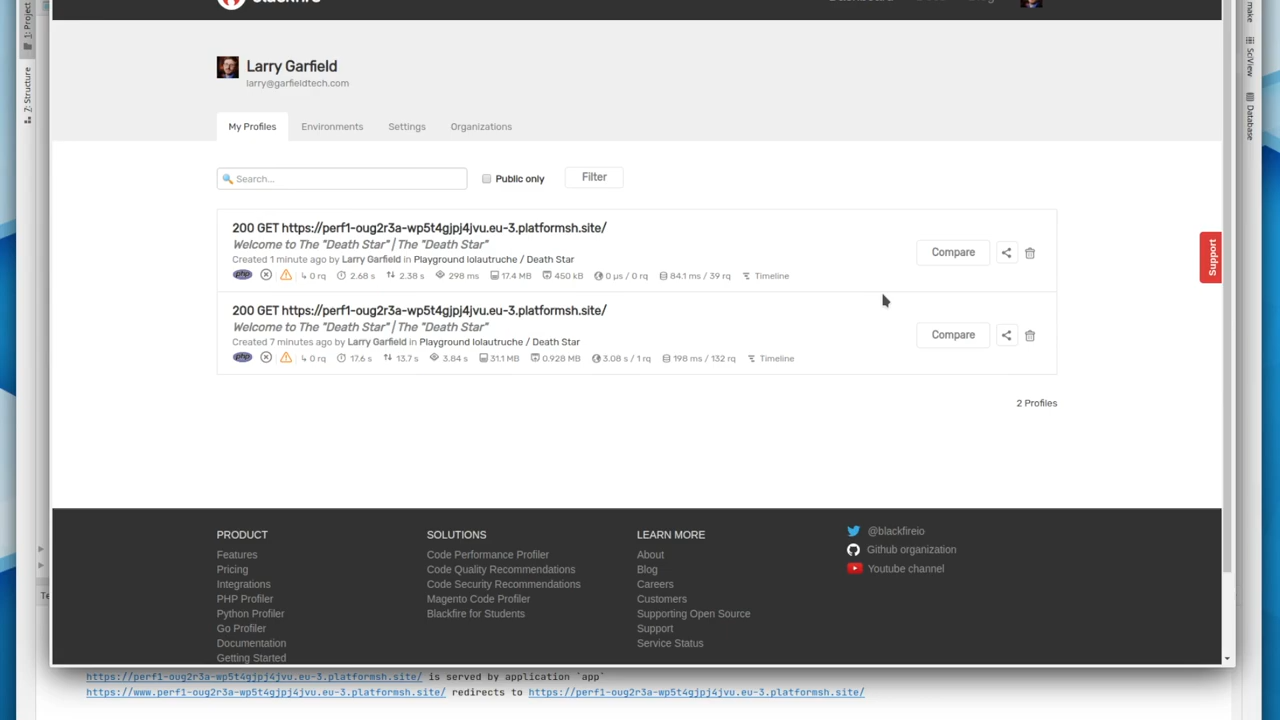 Larry Garfield
larry@garfieldtech.com
My Profiles Environments Settings Organizations
Search... Public only Filter
200 GET https://perf1-oug2r3a-wp5t4gjpj4jvu.eu-3.platformsh.site/
Welcome to The "Death Star" | The "Death Star"
Created 1 minute ago by Larry Garfield in Playground lolautruche / Death Star
php 0 rq 2.68 s 2.38 s 298 ms 17.4 MB 450 kB 0 µs / 0 rq 84.1 ms / 39 rq Timeline
Compare
200 GET https://perf1-oug2r3a-wp5t4gjpj4jvu.eu-3.platformsh.site/
Welcome to The "Death Star" | The "Death Star"
Created 7 minutes ago by Larry Garfield in Playground lolautruche / Death Star
php 0 rq 17.6 s 13.7 s 3.84 s 31.1 MB 0.928 MB 3.08 s / 1 rq 198 ms / 132 rq Timeline
Compare
2 Profiles
Support
PRODUCT
Features
Pricing
Integrations
PHP Profiler
Python Profiler
Go Profiler
Documentation
Getting Started
SOLUTIONS
Code Performance Profiler
Code Quality Recommendations
Code Security Recommendations
Magento Code Profiler
Blackfire for Students
LEARN MORE
About
Blog
Careers
Customers
Supporting Open Source
Support
Service Status
@blackfireio
Github organization
Youtube channel
https://perf1-oug2r3a-wp5t4gjpj4jvu.eu-3.platformsh.site/ is served by application `app`
https://www.perf1-oug2r3a-wp5t4gjpj4jvu.eu-3.platformsh.site/ redirects to https://perf1-oug2r3a-wp5t4gjpj4jvu.eu-3.platformsh.site/
1: Project
7: Structure
make
SciView
Database